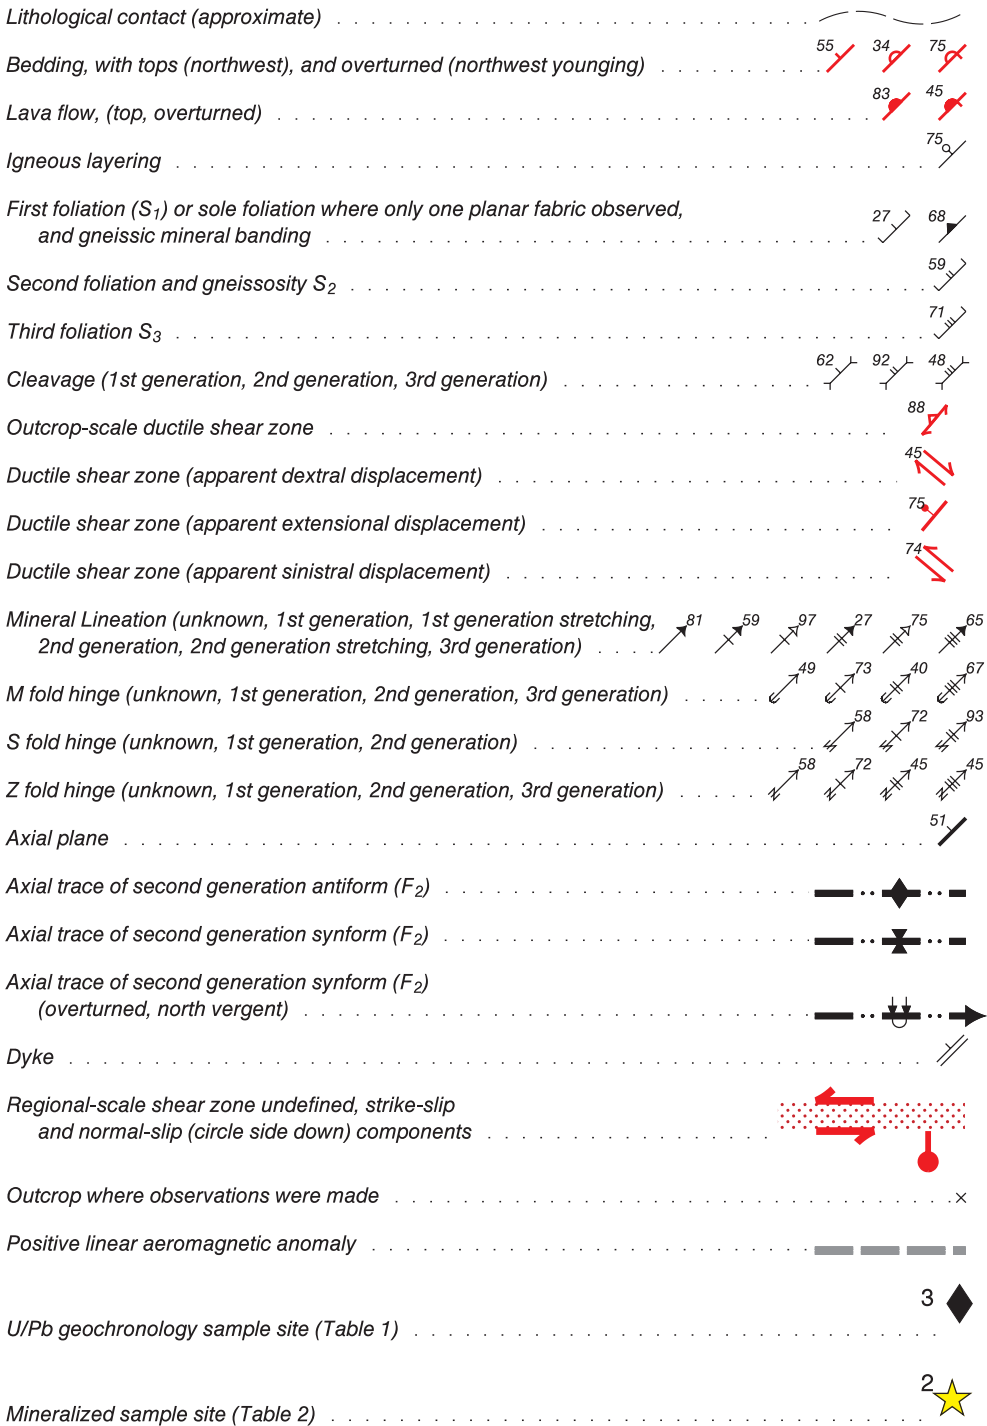 Lithological contact (approximate)
Bedding, with tops (northwest), and overturned (northwest younging) 55 34 75
Lava flow, (top, overturned) 83 45
Igneous layering 75
First foliation (S1) or sole foliation where only one planar fabric observed,
and gneissic mineral banding 27 68
Second foliation and gneissosity S2 59
Third foliation S3 71
Cleavage (1st generation, 2nd generation, 3rd generation) 62 92 48
Outcrop-scale ductile shear zone 88
Ductile shear zone (apparent dextral displacement) 45
Ductile shear zone (apparent extensional displacement) 75
Ductile shear zone (apparent sinistral displacement) 74
Mineral Lineation (unknown, 1st generation, 1st generation stretching, 81 59 97 27 75 65
2nd generation, 2nd generation stretching, 3rd generation)
M fold hinge (unknown, 1st generation, 2nd generation, 3rd generation) 49 73 40 67
S fold hinge (unknown, 1st generation, 2nd generation) 58 72 93
Z fold hinge (unknown, 1st generation, 2nd generation, 3rd generation) 58 72 45 45
Axial plane 51
Axial trace of second generation antiform (F2)
Axial trace of second generation synform (F2)
Axial trace of second generation synform (F2)
(overturned, north vergent)
Dyke
Regional-scale shear zone undefined, strike-slip
and normal-slip (circle side down) components
Outcrop where observations were made
Positive linear aeromagnetic anomaly
3
U/Pb geochronology sample site (Table 1)
2
Mineralized sample site (Table 2)